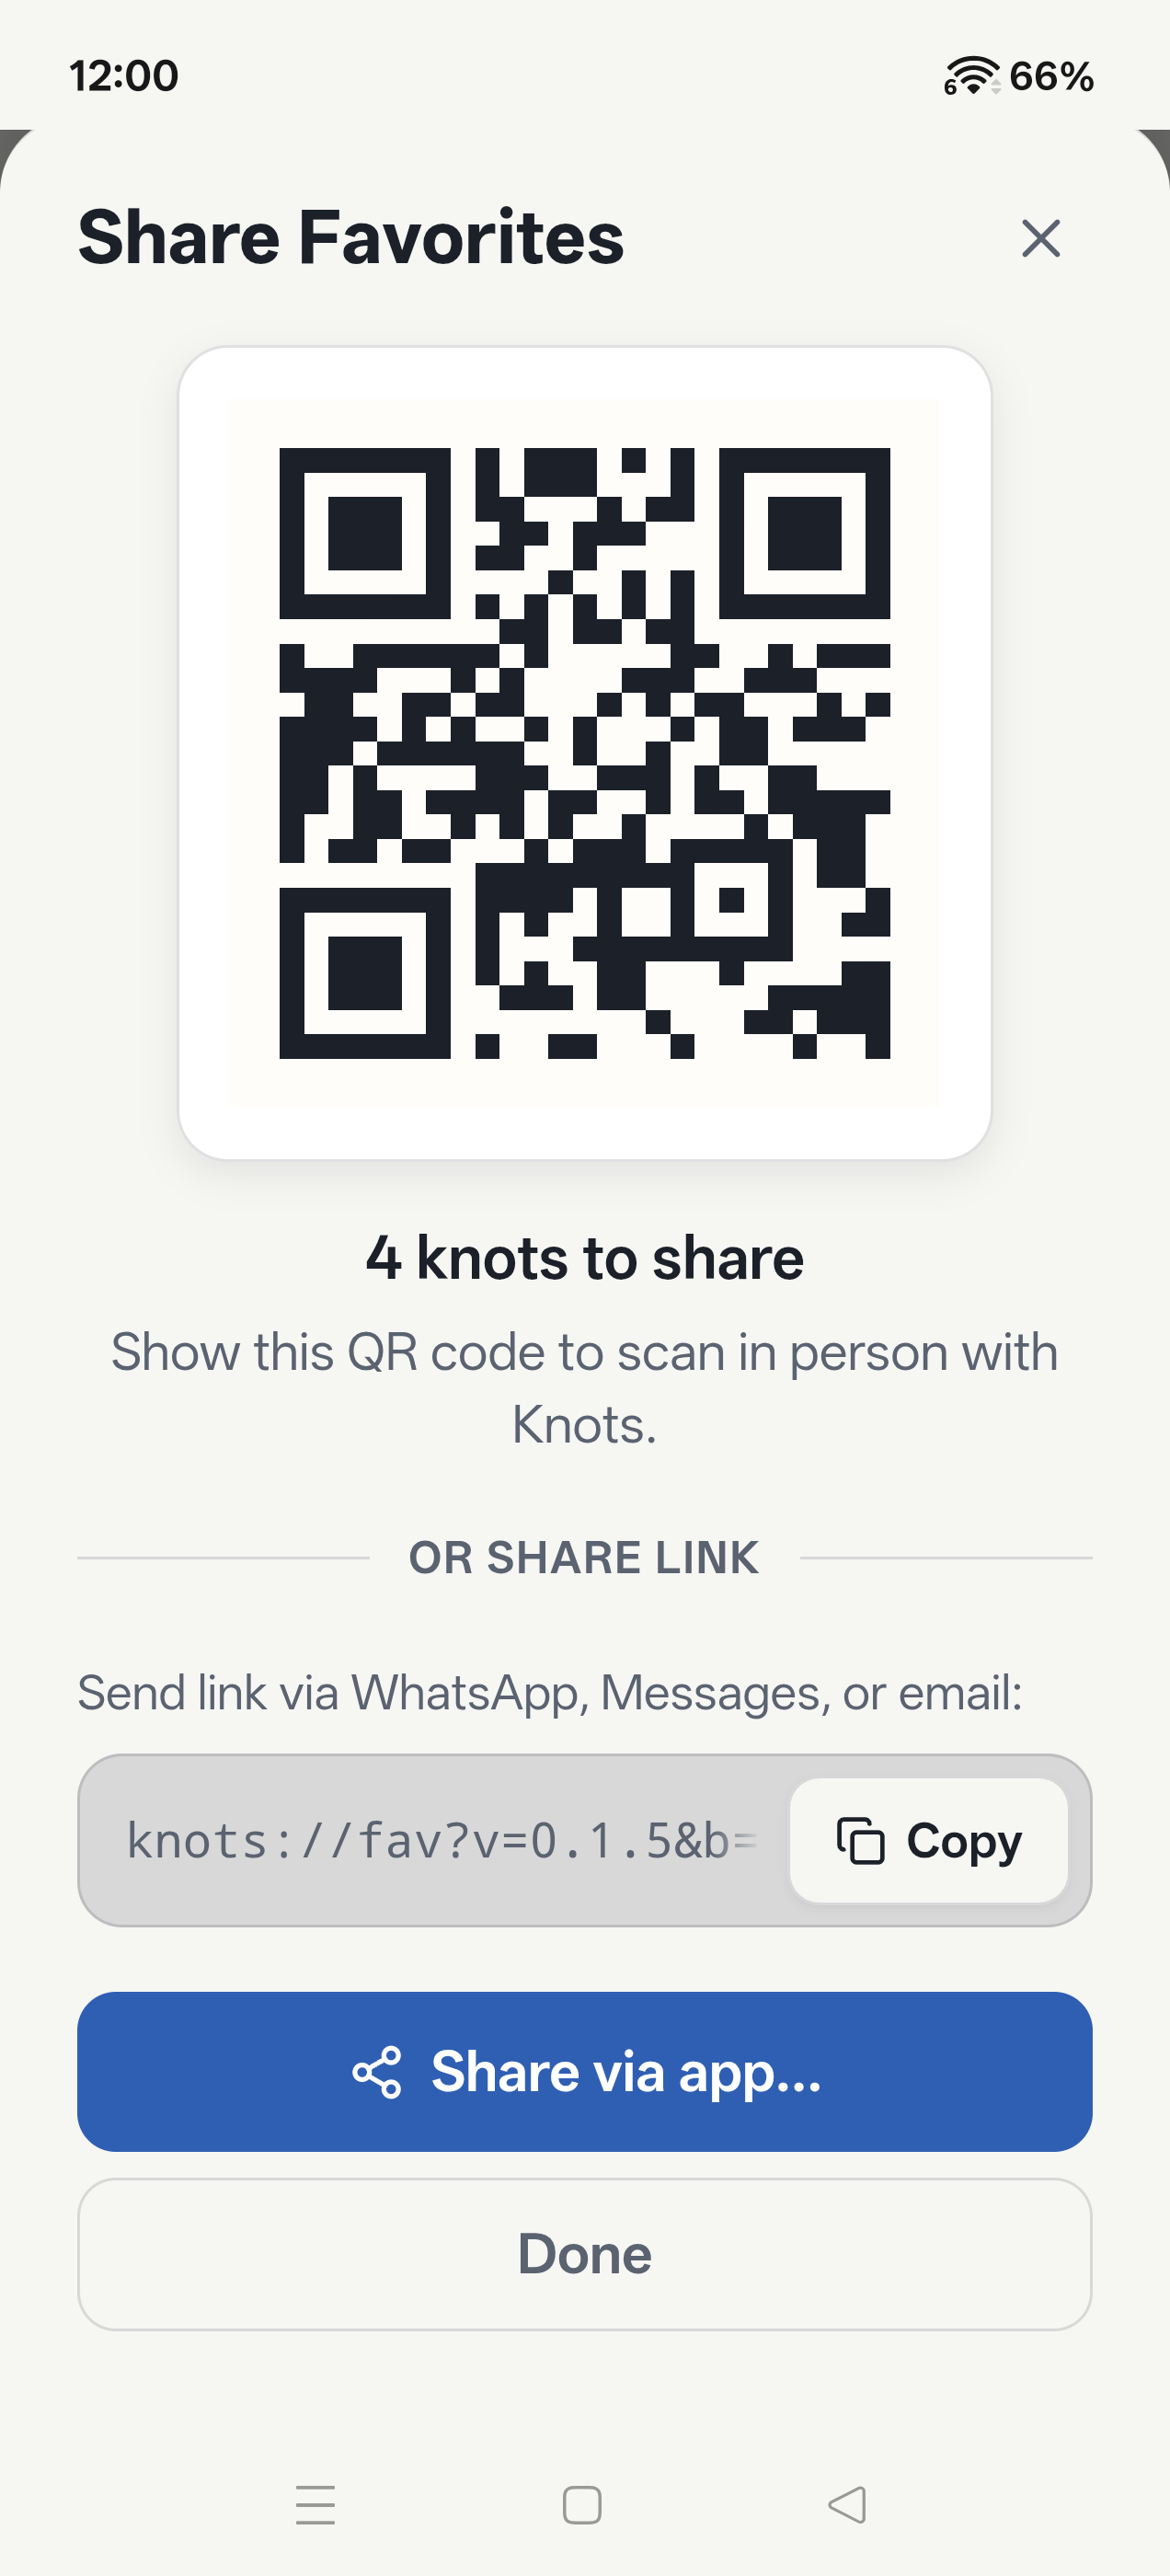 12:00
6 66%
Share Favorites
4 knots to share
Show this QR code to scan in person with
Knots.
OR SHARE LINK
Send link via WhatsApp, Messages, or email:
knots://fav?v=0.1.5&b=
Copy
Share via app...
Done